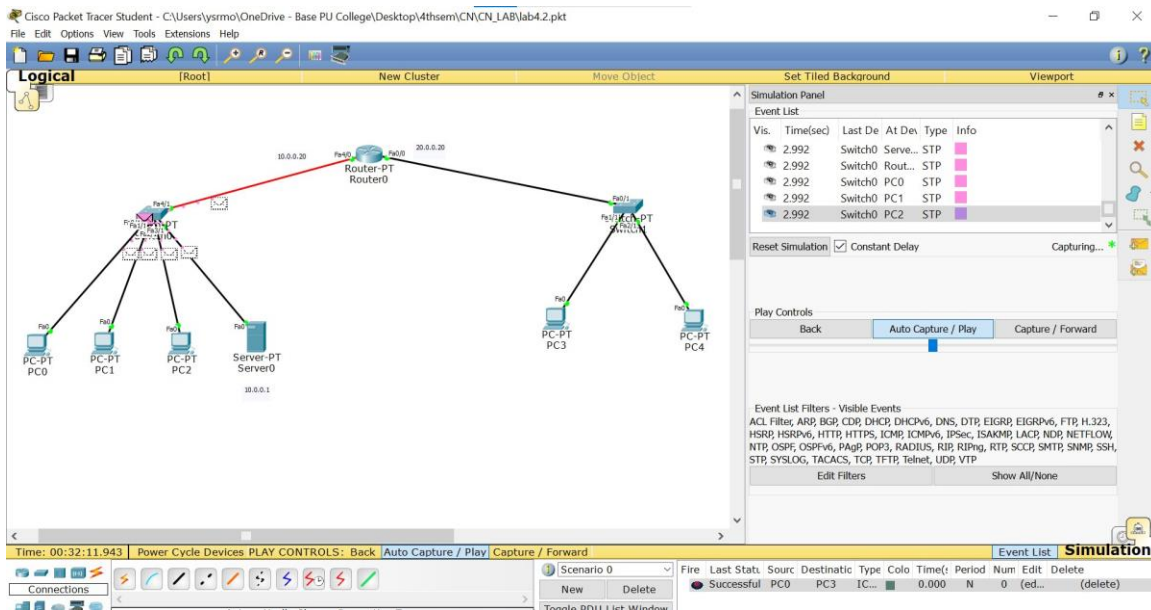 Cisco Packet Tracer Student - C:\Users\ysrmo\OneDrive - Base PU College\Desktop\4thsem\CN\CN_LAB\lab4.2.pkt
File Edit Options View Tools Extensions Help
Logical [Root] New Cluster Move Object Set Tiled Background Viewport
Simulation Panel
Event List
Vis. Time(sec) Last De At Dev Type Info
2.992 Switch0 Serve... STP
2.992 Switch0 Rout... STP
2.992 Switch0 PC0 STP
2.992 Switch0 PC1 STP
2.992 Switch0 PC2 STP
Reset Simulation Constant Delay Capturing...
Play Controls
Back Auto Capture / Play Capture / Forward
Event List Filters - Visible Events
ACL Filter, ARP, BGP, CDP, DHCP, DHCPv6, DNS, DTP, EIGRP, EIGRPv6, FTP, H.323,
HSRP, HSRPv6, HTTP, HTTPS, ICMP, ICMPv6, IPSec, ISAKMP, LACP, NDP, NETFLOW,
NTP, OSPF, OSPFv6, PAgP, POP3, RADIUS, RIP, RIPng, RTP, SCCP, SMTP, SNMP, SSH,
STP, SYSLOG, TACACS, TCP, TFTP, Telnet, UDP, VTP
Edit Filters Show All/None
10.0.0.20 Fa4/0 Fa0/0 20.0.0.20
Router-PT
Router0
Fa4/1
Fa0/1
Fa0 Fa0 Fa0 Fa0
PC-PT
PC0
PC-PT
PC1
PC-PT
PC2
Server-PT
Server0
10.0.0.1
Fa0
PC-PT
PC3
Fa0
PC-PT
PC4
Time: 00:32:11.943 Power Cycle Devices PLAY CONTROLS: Back Auto Capture / Play Capture / Forward Event List Simulation
Connections
Scenario 0
New Delete
Toggle PDU List Window
Fire Last Statu. Sourc Destinatic Type Colo Time(s Period Num Edit Delete
Successful PC0 PC3 IC... 0.000 N 0 (ed... (delete)